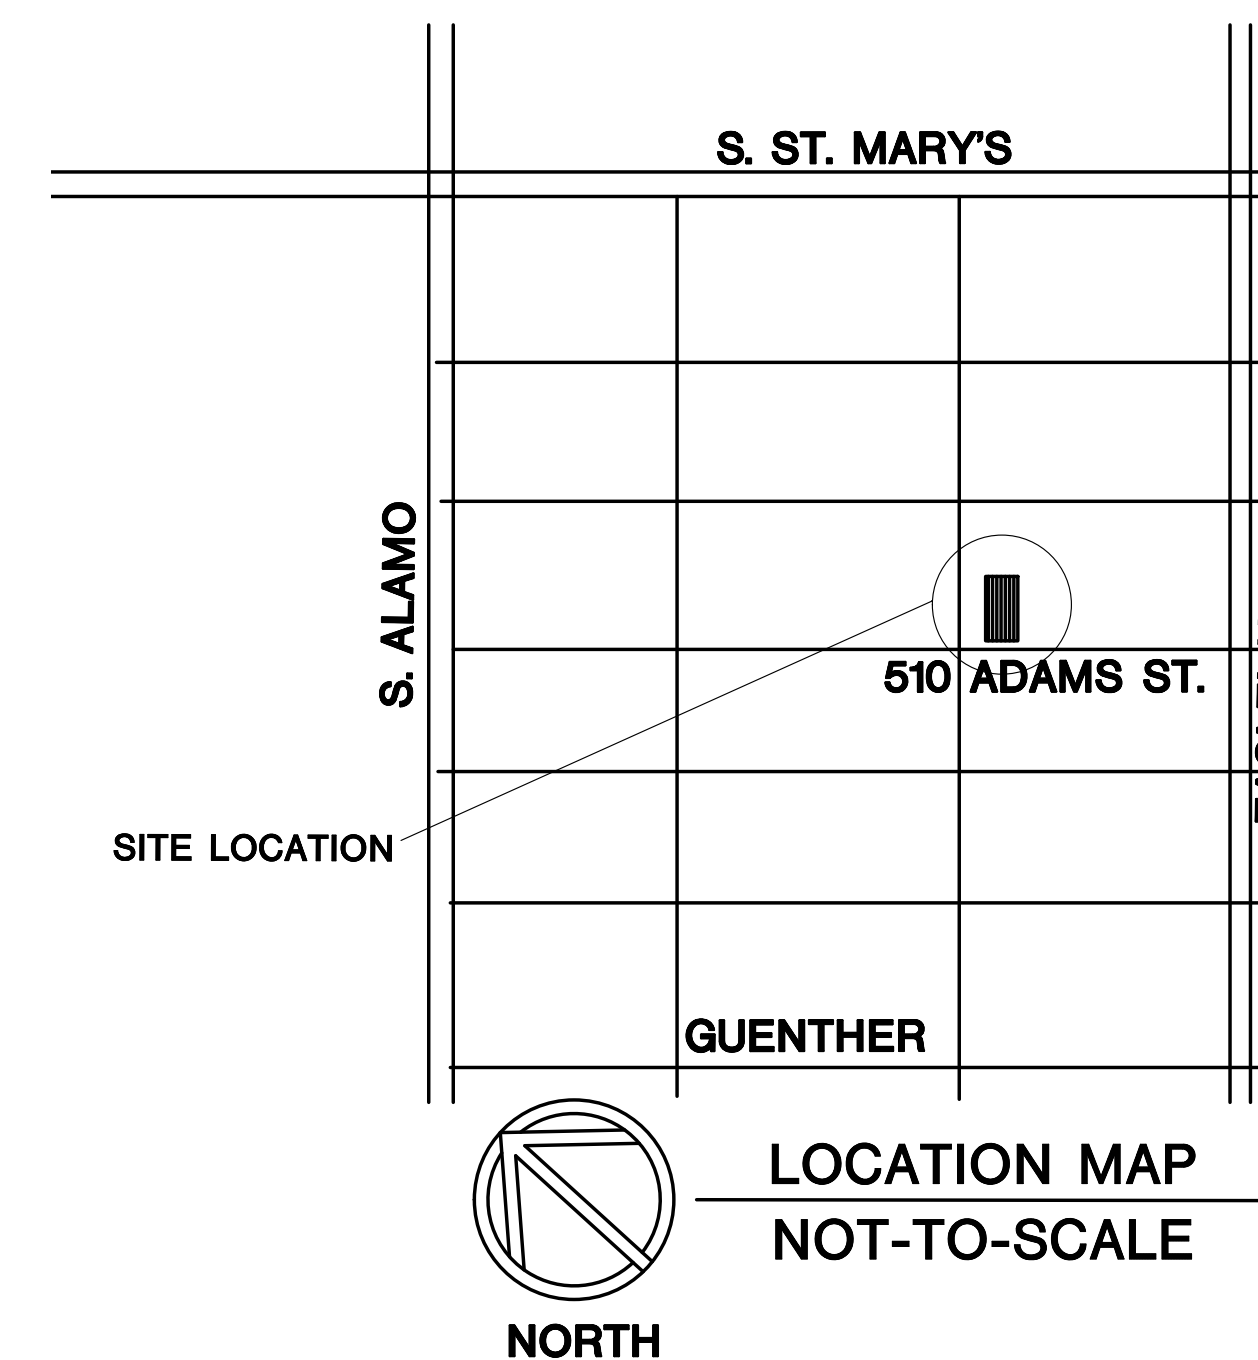 S. ST. MARY'S
S. ALAMO
510 ADAMS ST.
SITE LOCATION
GUENTHER
LOCATION MAP
NOT-TO-SCALE
NORTH